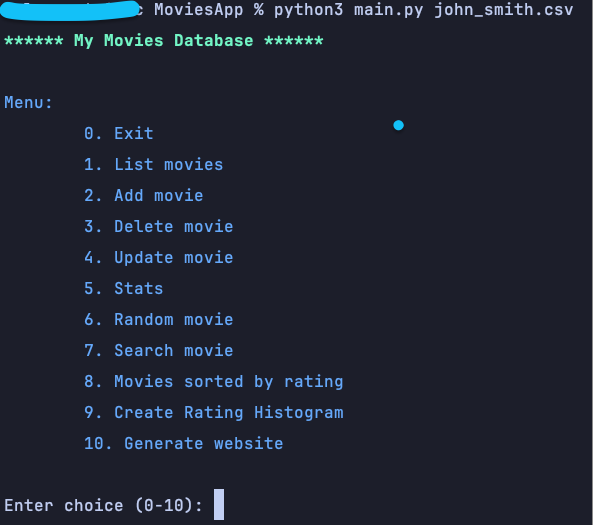 MoviesApp % python3 main.py john_smith.csv
****** My Movies Database ******
Menu:
0. Exit
1. List movies
2. Add movie
3. Delete movie
4. Update movie
5. Stats
6. Random movie
7. Search movie
8. Movies sorted by rating
9. Create Rating Histogram
10. Generate website
Enter choice (0-10):